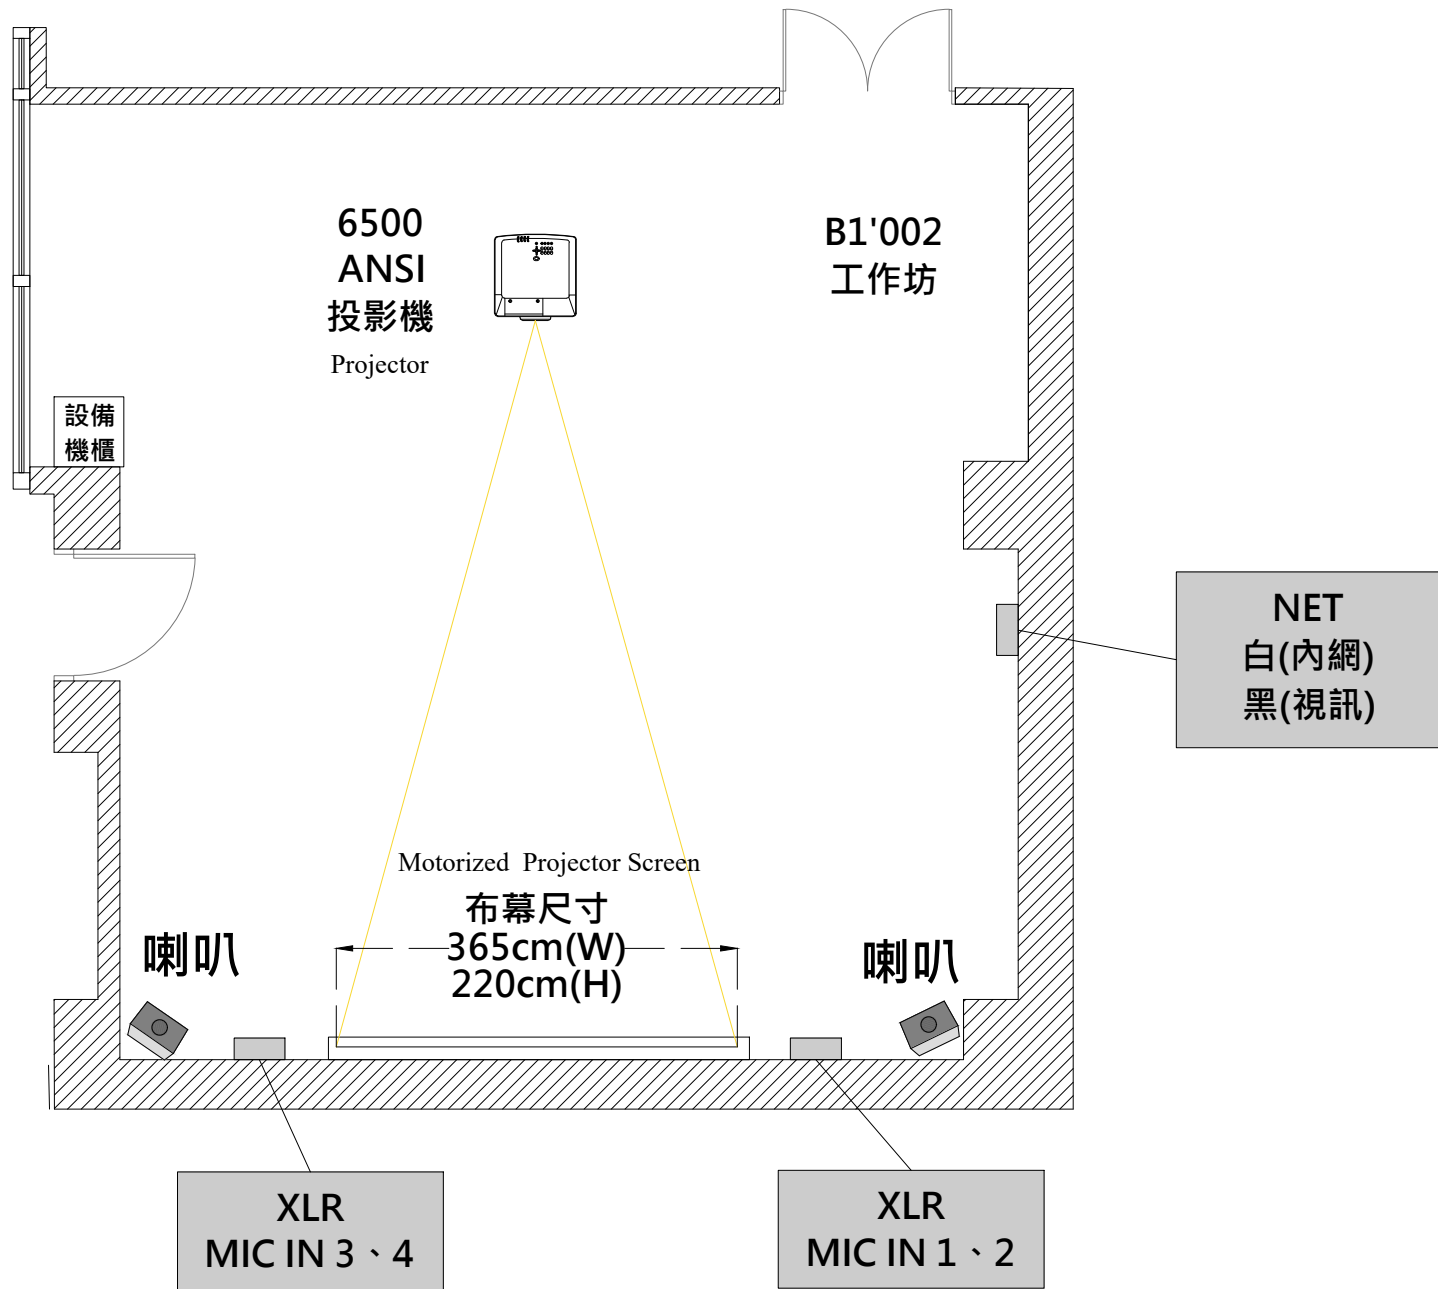 6500
ANSI
投影機
Projector
B1'002
工作坊
設備
機櫃
NET
白(內網)
黑(視訊)
Motorized  Projector Screen
布幕尺寸
365cm(W)
220cm(H)
喇叭
喇叭
XLR
MIC IN 3、4
XLR
MIC IN 1、2